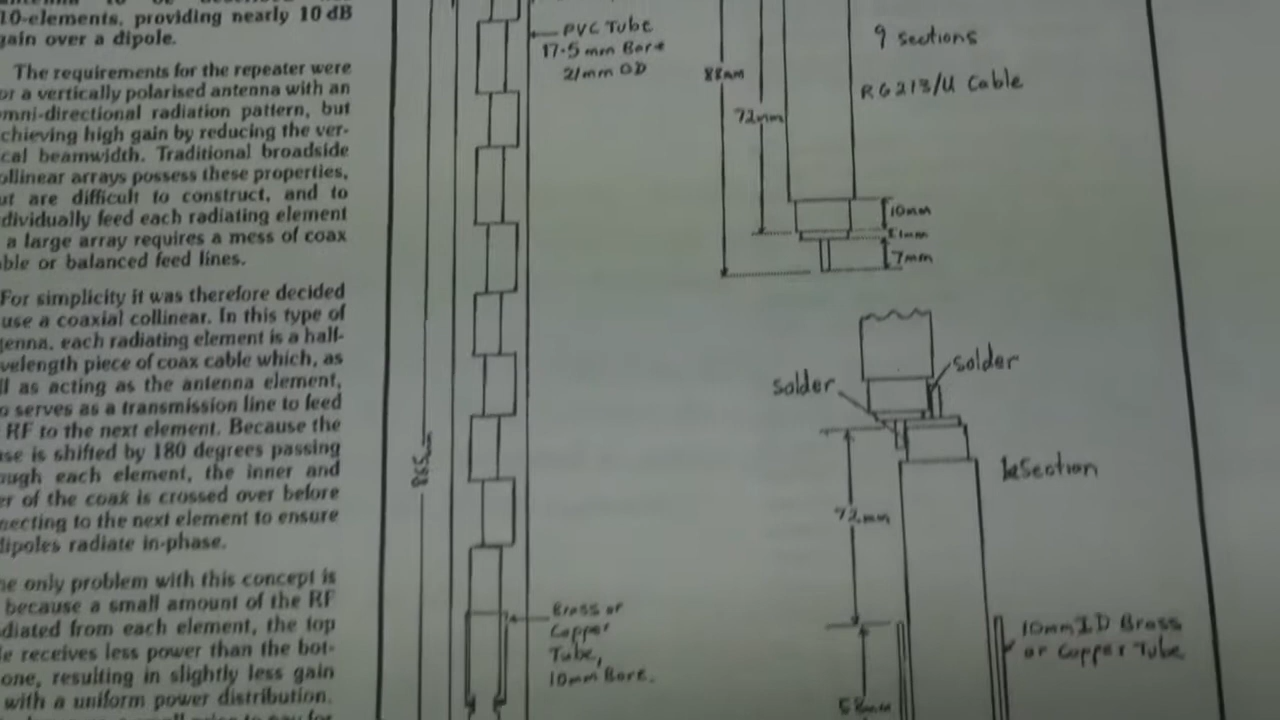 10-elements, providing nearly 10 dB
gain over a dipole.
The requirements for the repeater were
or a vertically polarised antenna with an
mni-directional radiation pattern, but
chieving high gain by reducing the ver-
cal beamwidth. Traditional broadside
ollinear arrays possess these properties,
ut are difficult to construct, and to
dividually feed each radiating element
a large array requires a mess of coax
ble or balanced feed lines.
For simplicity it was therefore decided
use a coaxial collinear. In this type of
enna, each radiating element is a half-
velength piece of coax cable which, as
ll as acting as the antenna element,
o serves as a transmission line to feed
RF to the next element. Because the
ase is shifted by 180 degrees passing
ough each element, the inner and
er of the coax is crossed over before
necting to the next element to ensure
dipoles radiate in-phase.
ne only problem with this concept is
because a small amount of the RF
diated from each element, the top
le receives less power than the bot-
one, resulting in slightly less gain
with a uniform power distribution.
PVC Tube
17.5 mm Bore
21mm OD
865mm
Brass or
Copper
Tube,
10mm Bore.
9 sections
RG213/U Cable
88mm
72mm
10mm
1mm
7mm
solder
solder
Section
72mm
10mm ID Brass
or Copper Tube
58mm